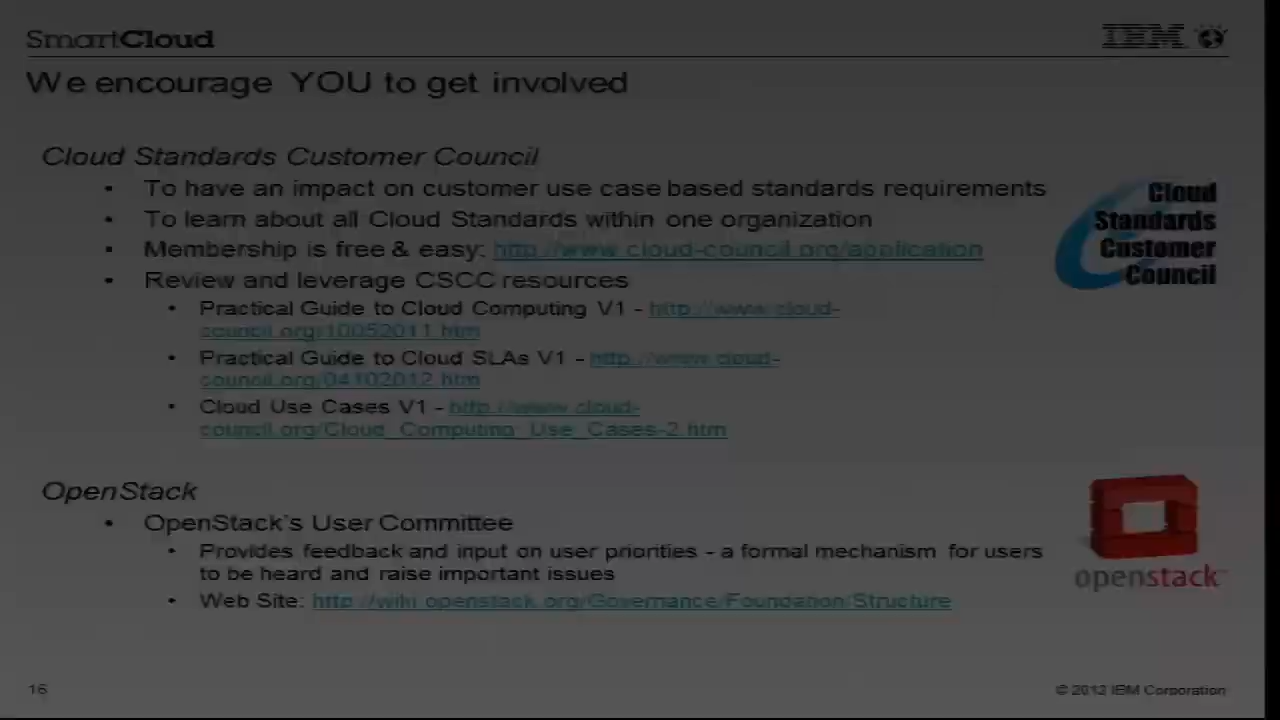 SmartCloud
IBM
We encourage YOU to get involved
Cloud Standards Customer Council
• To have an impact on customer use case based standards requirements
• To learn about all Cloud Standards within one organization
• Membership is free & easy: http://www.cloud-council.org/application
• Review and leverage CSCC resources
• Practical Guide to Cloud Computing V1 - http://www.cloud-
council.org/10052011.htm
• Practical Guide to Cloud SLAs V1 - http://www.cloud-
council.org/04102012.htm
• Cloud Use Cases V1 - http://www.cloud-
council.org/Cloud_Computing_Use_Cases-2.htm
Cloud
Standards
Customer
Council
OpenStack
• OpenStack's User Committee
• Provides feedback and input on user priorities - a formal mechanism for users
to be heard and raise important issues
• Web Site: http://wiki.openstack.org/Governance/Foundation/Structure
openstack™
16
© 2012 IBM Corporation